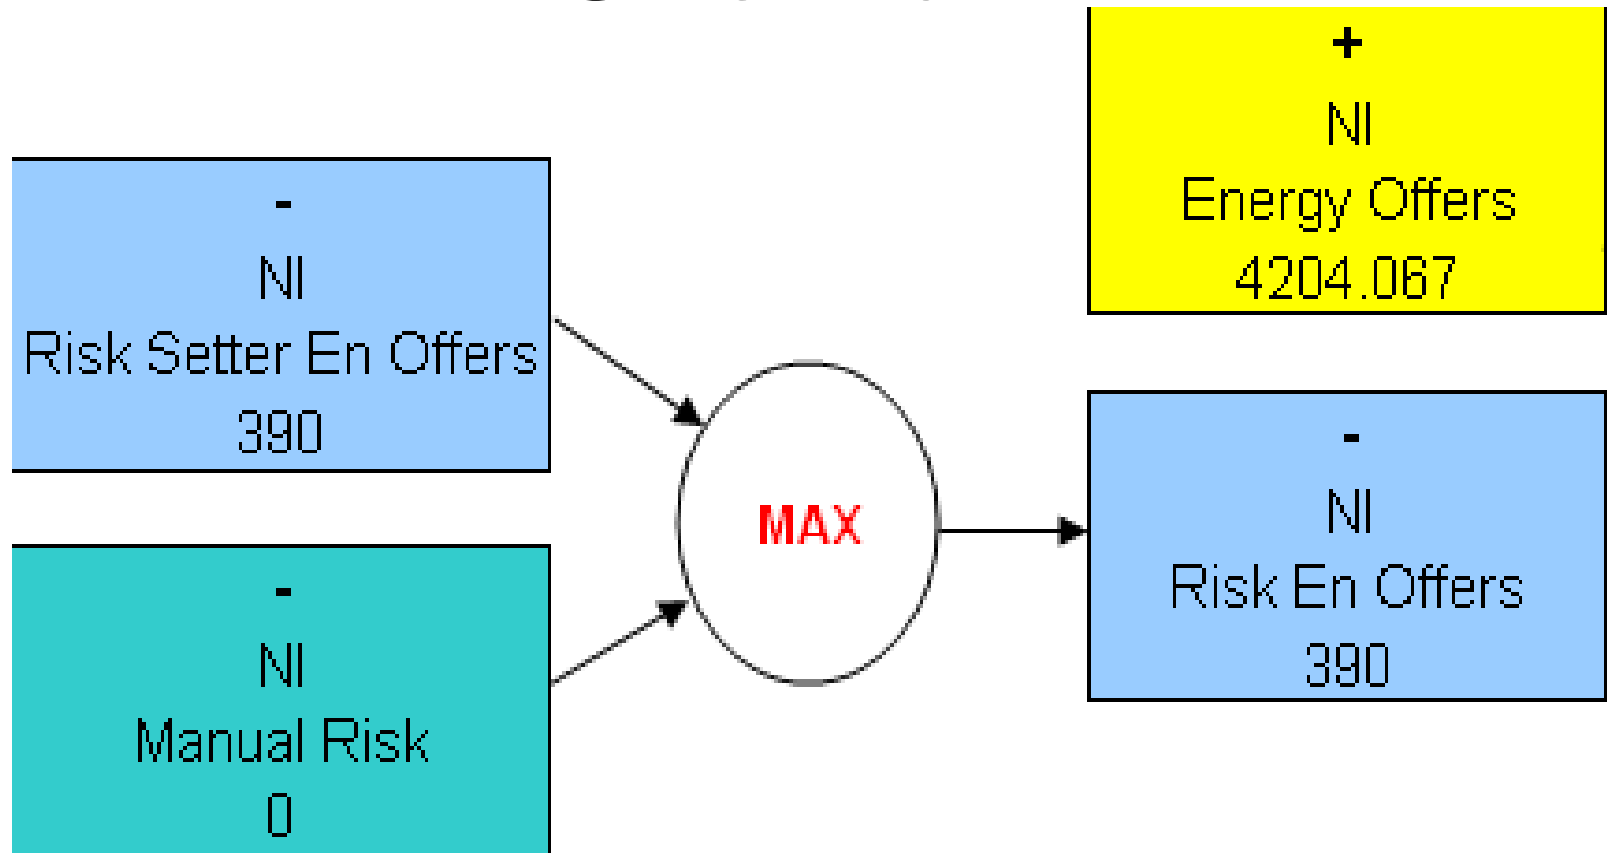 +
NI
Energy Offers
4204.067
-
NI
Risk Setter En Offers
390
MAX
-
NI
Risk En Offers
390
-
NI
Manual Risk
0